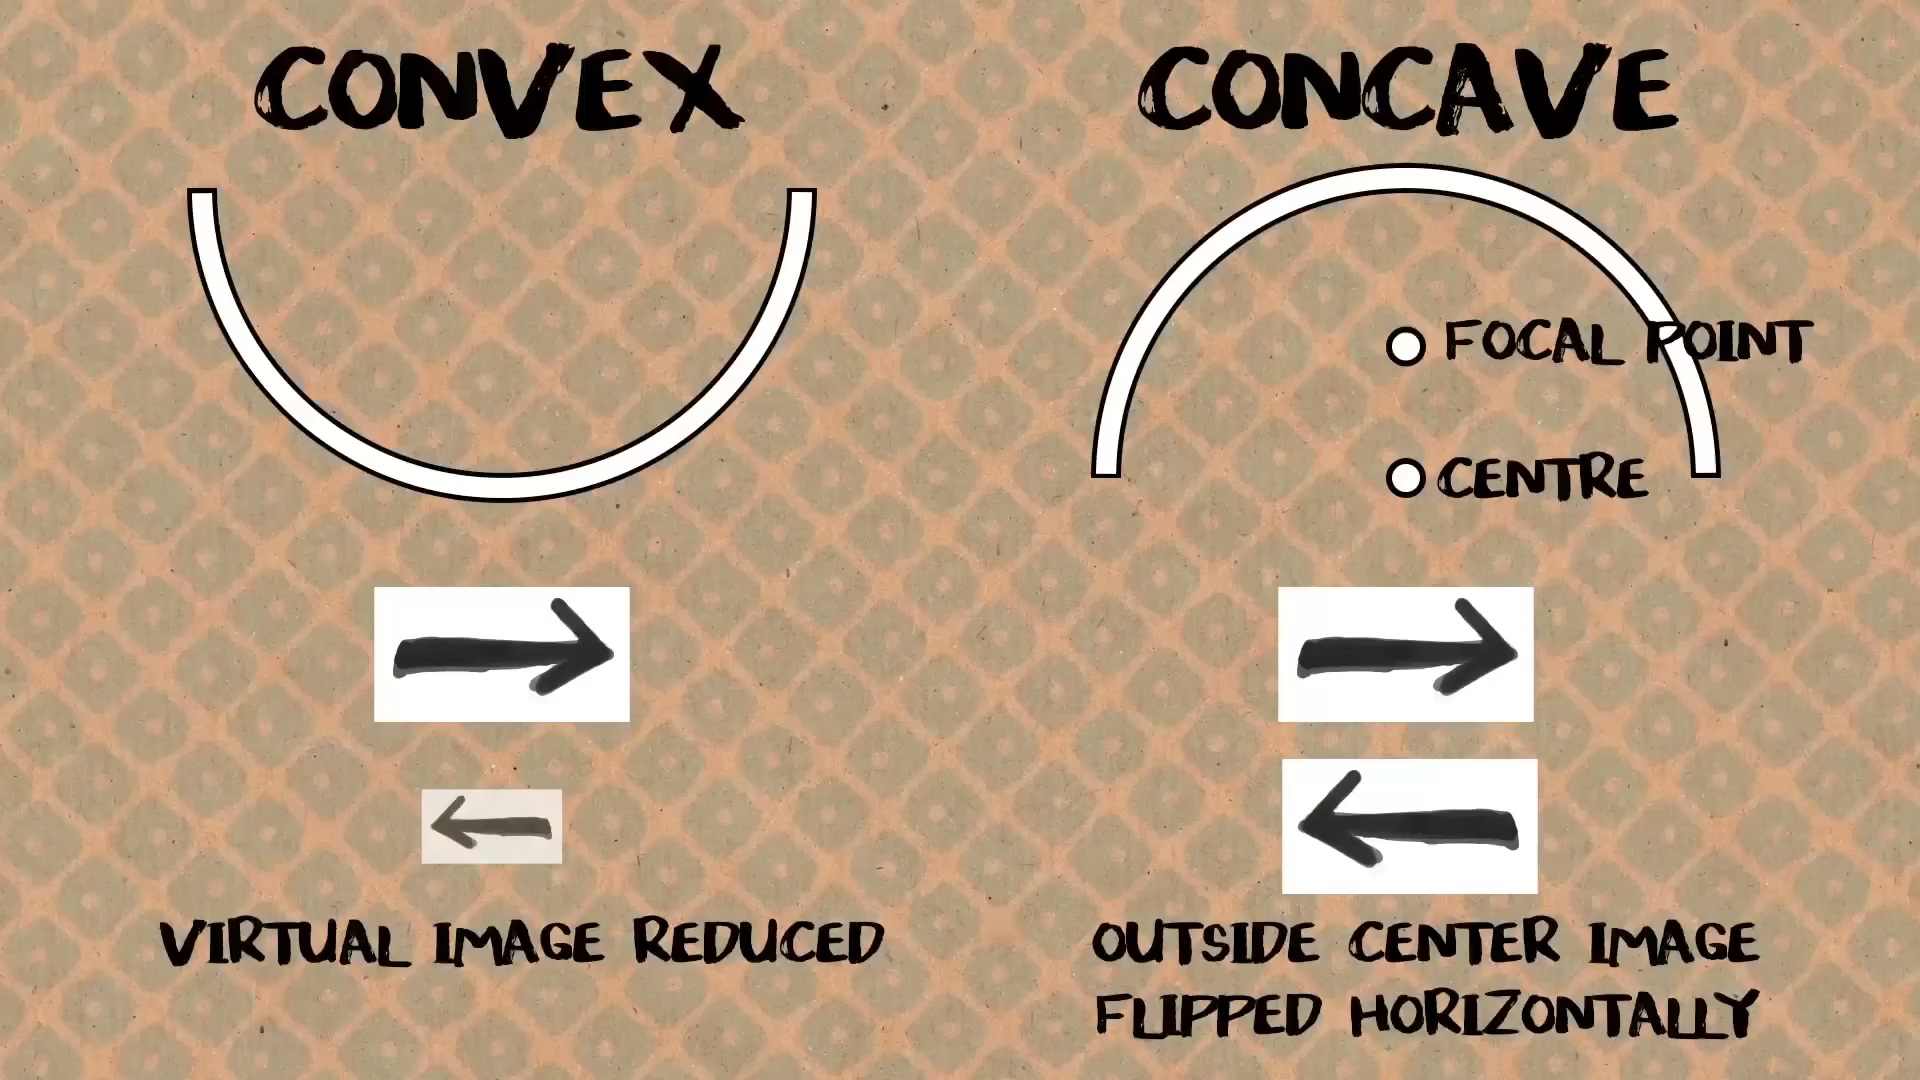 CONVEX
CONCAVE
FOCAL POINT
CENTRE
VIRTUAL IMAGE REDUCED
OUTSIDE CENTER IMAGE
FLIPPED HORIZONTALLY